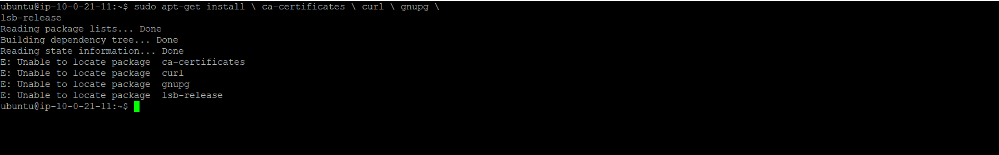 ubuntu@ip-10-0-21-11:~$ sudo apt-get install \ ca-certificates \ curl \ gnupg \
lsb-release
Reading package lists... Done
Building dependency tree... Done
Reading state information... Done
E: Unable to locate package  ca-certificates
E: Unable to locate package  curl
E: Unable to locate package  gnupg
E: Unable to locate package  lsb-release
ubuntu@ip-10-0-21-11:~$